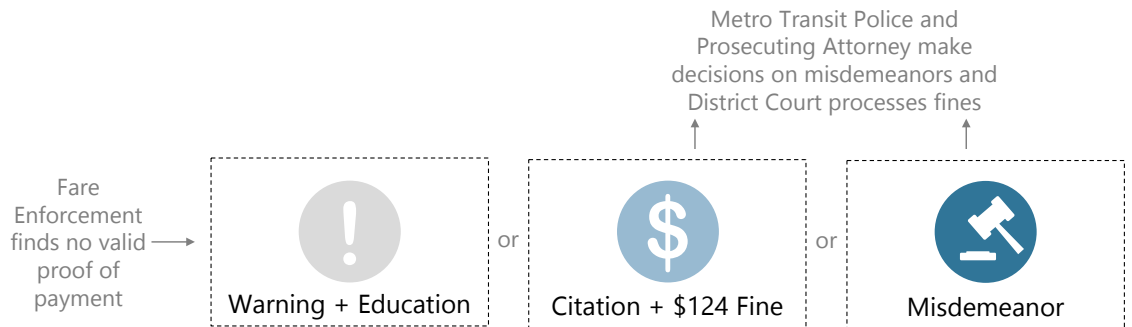 Metro Transit Police and
Prosecuting Attorney make
decisions on misdemeanors and
District Court processes fines
Fare
Enforcement
finds no valid
proof of
payment
or
or
$
Warning + Education
Citation + $124 Fine
Misdemeanor